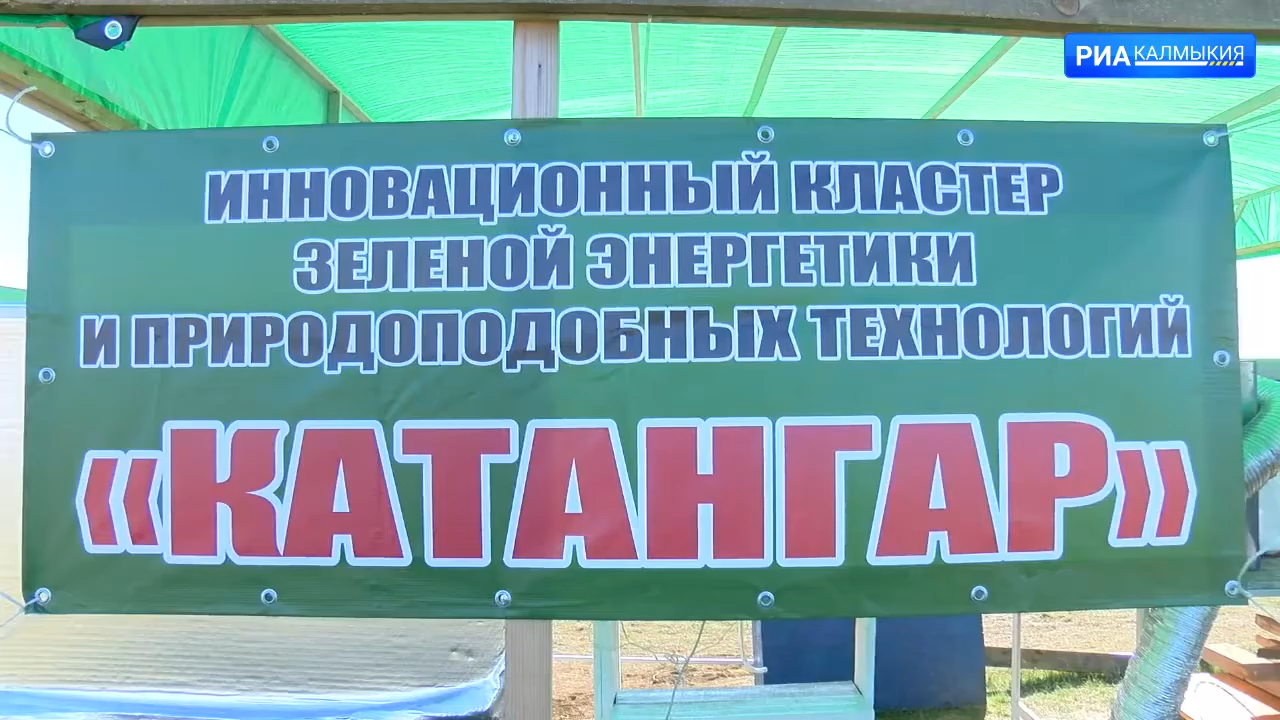 РИА КАЛМЫКИЯ
ИННОВАЦИОННЫЙ КЛАСТЕР
ЗЕЛЕНОЙ ЭНЕРГЕТИКИ
И ПРИРОДОПОДОБНЫХ ТЕХНОЛОГИЙ
«КАТАНГАР»